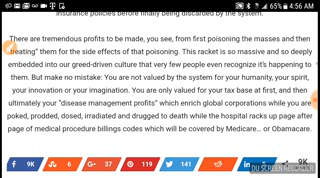 65% 4:56 AM
insurance policies before finally being discarded by the system.
There are tremendous profits to be made, you see, from first poisoning the masses and then
treating" them for the side effects of that poisoning. This racket is so massive and so deeply
embedded into our greed-driven culture that very few people even recognize it's happening to
them. But make no mistake: You are not valued by the system for your humanity, your spirit,
your innovation or your imagination. You are only valued for your tax base at first, and then
ultimately your "disease management profits" which enrich global corporations while you are
poked, prodded, dosed, irradiated and drugged to death while the hospital racks up page after
page of medical procedure billings codes which will be covered by Medicare... or Obamacare.
9K 6 37 119 141 9K
DU SCREEN RECORDER